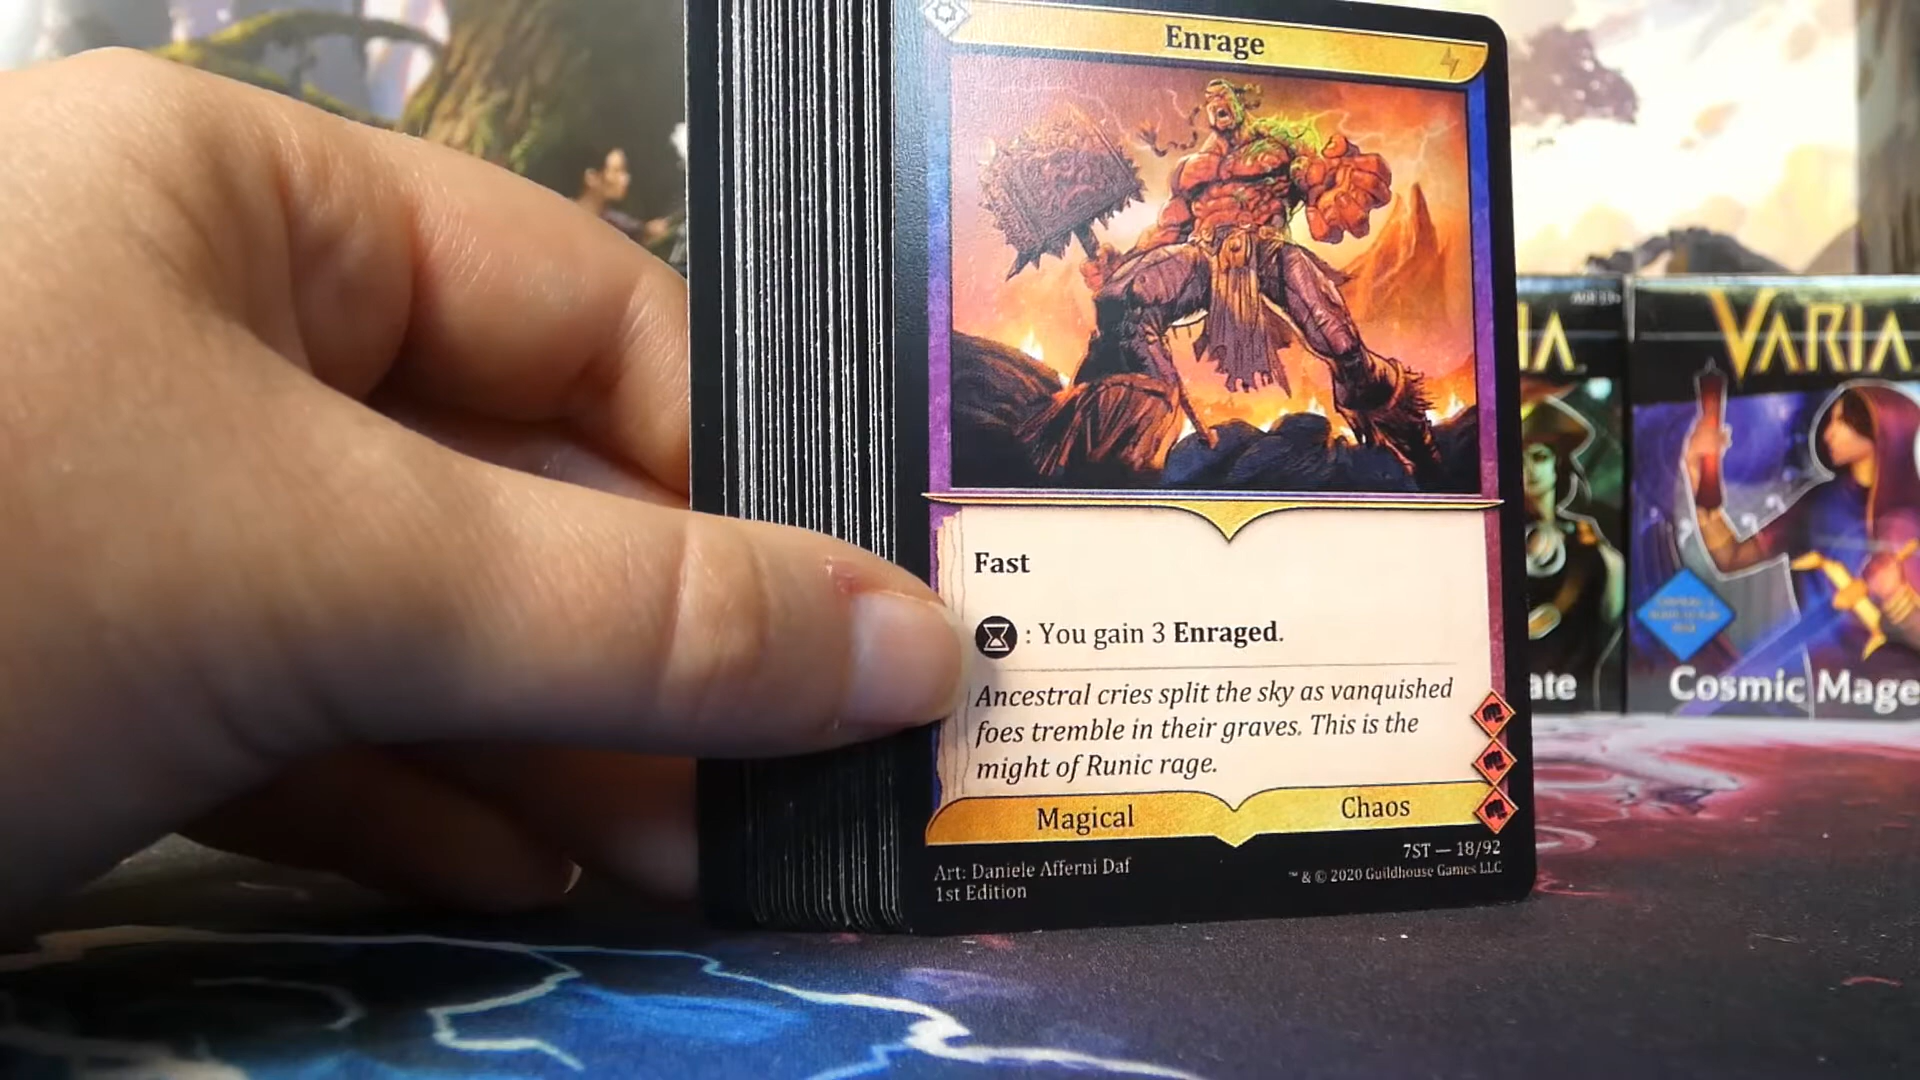 Enrage
Fast
: You gain 3 Enraged.
Ancestral cries split the sky as vanquished
foes tremble in their graves. This is the
might of Runic rage.
Magical
Chaos
Art: Daniele Afferni Daf
1st Edition
7ST — 18/92
™ & © 2020 Guildhouse Games LLC
IA
ate
VARIA
Cosmic Mage